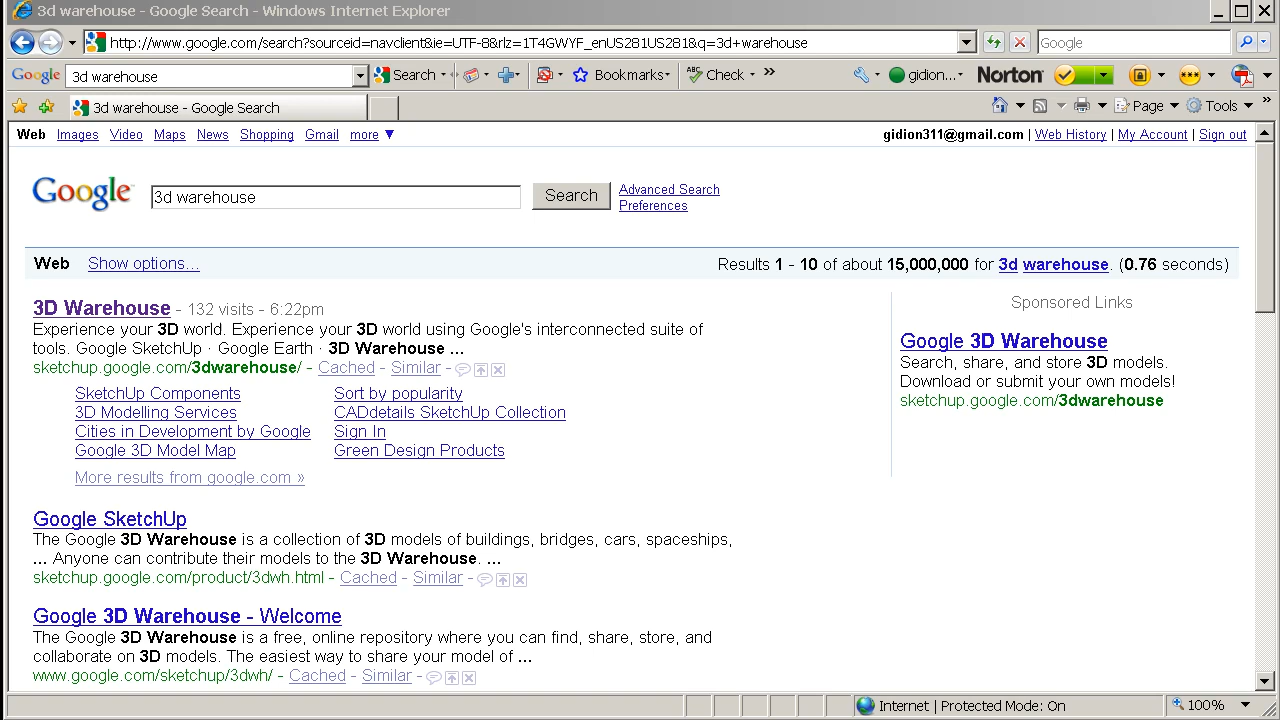 3d warehouse - Google Search - Windows Internet Explorer
http://www.google.com/search?sourceid=navclient&ie=UTF-8&rlz=1T4GWYF_enUS281US281&q=3d+warehouse
Google
Google 3d warehouse Search Bookmarks Check gidion... Norton
3d warehouse - Google Search Page Tools
Web Images Video Maps News Shopping Gmail more ▼ gidion311@gmail.com | Web History | My Account | Sign out
Google 3d warehouse Search Advanced Search
Preferences
Web Show options... Results 1 - 10 of about 15,000,000 for 3d warehouse. (0.76 seconds)
3D Warehouse - 132 visits - 6:22pm
Experience your 3D world. Experience your 3D world using Google's interconnected suite of
tools. Google SketchUp · Google Earth · 3D Warehouse ...
sketchup.google.com/3dwarehouse/ - Cached - Similar -
SketchUp Components Sort by popularity
3D Modelling Services CADdetails SketchUp Collection
Cities in Development by Google Sign In
Google 3D Model Map Green Design Products
More results from google.com »
Sponsored Links
Google 3D Warehouse
Search, share, and store 3D models.
Download or submit your own models!
sketchup.google.com/3dwarehouse
Google SketchUp
The Google 3D Warehouse is a collection of 3D models of buildings, bridges, cars, spaceships,
... Anyone can contribute their models to the 3D Warehouse. ...
sketchup.google.com/product/3dwh.html - Cached - Similar -
Google 3D Warehouse - Welcome
The Google 3D Warehouse is a free, online repository where you can find, share, store, and
collaborate on 3D models. The easiest way to share your model of ...
www.google.com/sketchup/3dwh/ - Cached - Similar -
Internet | Protected Mode: On 100%